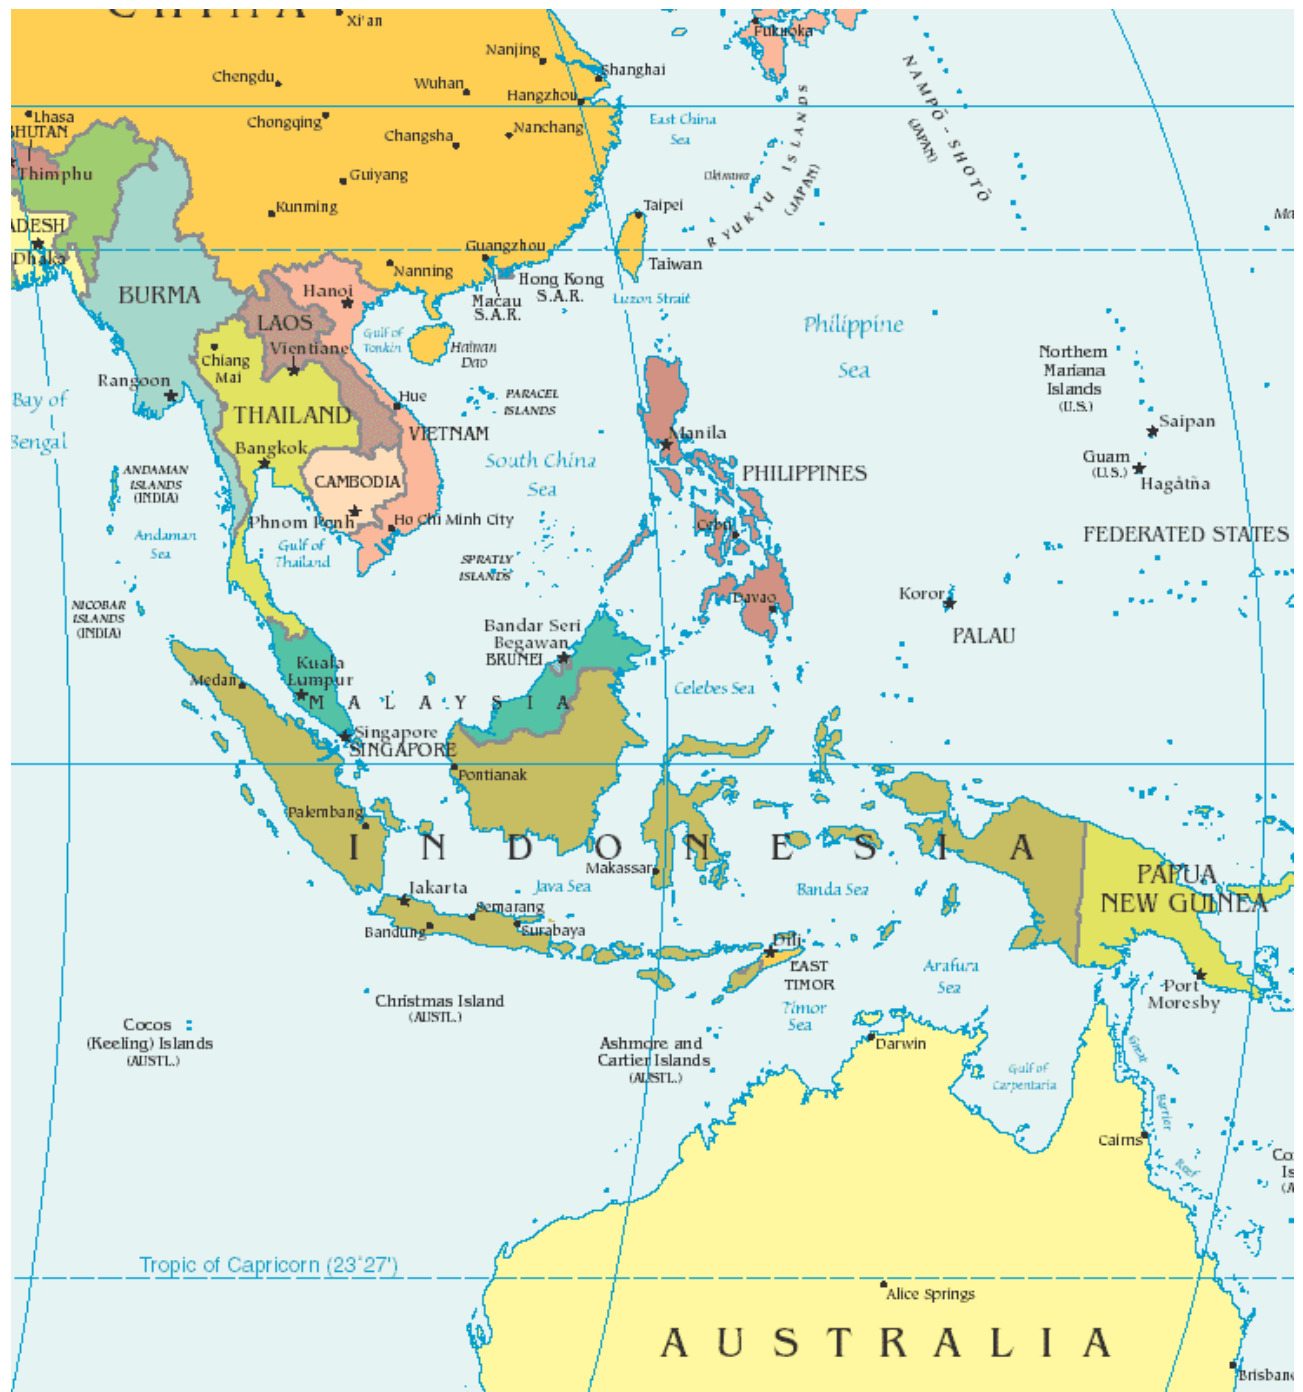 CHINA
Xi'an
Fukuoka
Nanjing
Shanghai
Chengdu
Wuhan
Hangzhou
NAMPŌ-SHOTŌ
(JAPAN)
Lhasa
Chongqing
Changsha
Nanchang
East China
Sea
BHUTAN
Thimphu
Guiyang
Okinawa
RYUKYU ISLANDS
(JAPAN)
Kunming
Taipei
ADESH
Dhaka
Guangzhou
Nanning
Taiwan
Hong Kong
S.A.R.
Macau
S.A.R.
Luzon Strait
BURMA
Hanoi
LAOS
Vientiane
Gulf of
Tonkin
Hainan
Dao
Philippine
Sea
Chiang
Mai
Northern
Mariana
Islands
(U.S.)
Rangoon
Bay of
Bengal
Hue
PARACEL
ISLANDS
THAILAND
VIETNAM
Manila
Saipan
Bangkok
South China
Sea
PHILIPPINES
Guam
(U.S.)
Hagåtña
ANDAMAN
ISLANDS
(INDIA)
CAMBODIA
Phnom Penh
Ho Chi Minh City
Cebu
Andaman
Sea
Gulf of
Thailand
FEDERATED STATES
SPRATLY
ISLANDS
NICOBAR
ISLANDS
(INDIA)
Davao
Koror
PALAU
Bandar Seri
Begawan
BRUNEI
Kuala
Lumpur
Medan
MALAYSIA
Celebes Sea
Singapore
SINGAPORE
Pontianak
Palembang
INDONESIA
Makassar
PAPUA
NEW GUINEA
Jakarta
Java Sea
Banda Sea
Semarang
Bandung
Surabaya
Dili
EAST
TIMOR
Arafura
Sea
Port
Moresby
Christmas Island
(AUSTL.)
Timor
Sea
Cocos
(Keeling) Islands
(AUSTL.)
Ashmore and
Cartier Islands
(AUSTL.)
Darwin
Gulf of
Carpentaria
Great
Barrier
Reef
Cairns
Tropic of Capricorn (23°27')
Alice Springs
AUSTRALIA
Brisbane